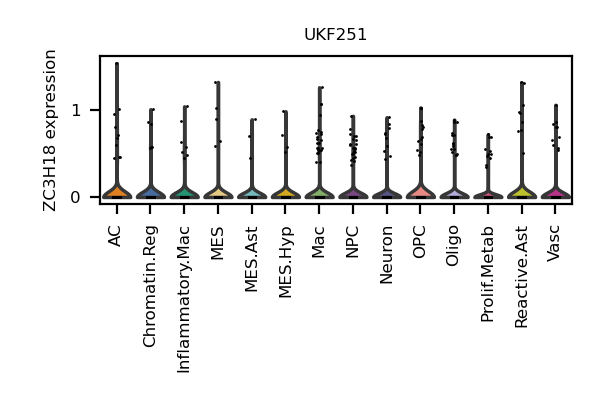 UKF251
ZC3H18 expression
1
0
AC
Chromatin.Reg
Inflammatory.Mac
MES
MES.Ast
MES.Hyp
Mac
NPC
Neuron
OPC
Oligo
Prolif.Metab
Reactive.Ast
Vasc